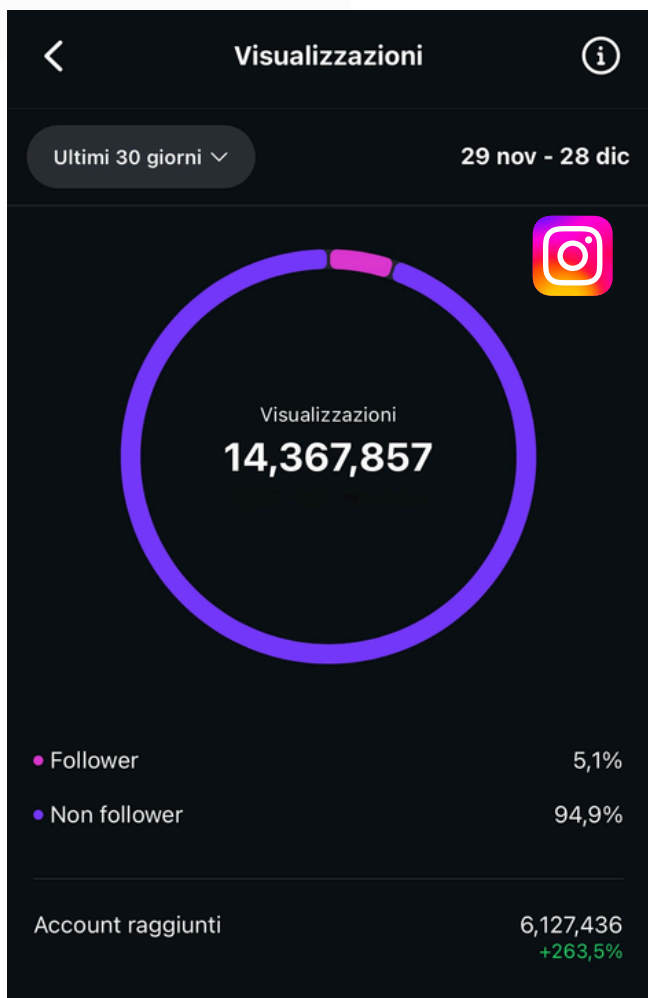 Visualizzazioni
Ultimi 30 giorni
29 nov - 28 dic
Visualizzazioni
14,367,857
Follower 5,1%
Non follower 94,9%
Account raggiunti 6,127,436
+263,5%